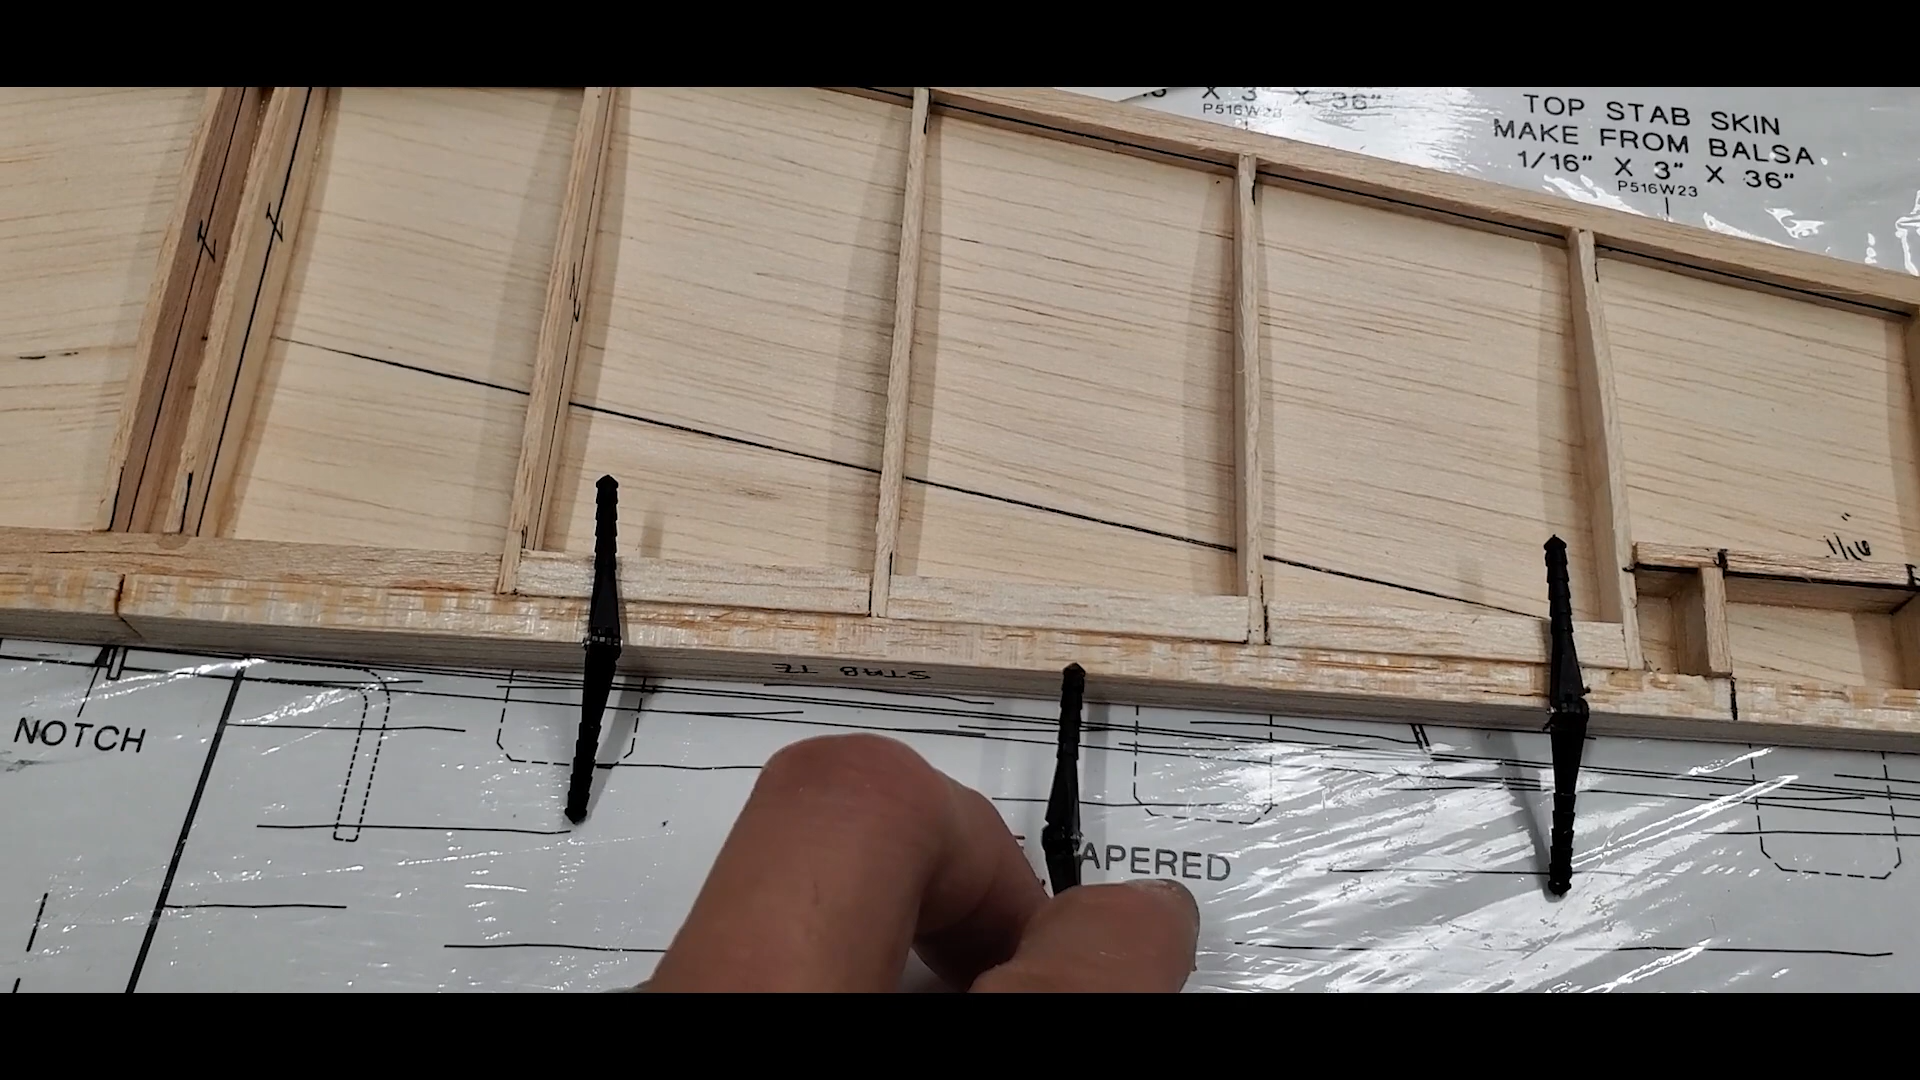 X 3 X 36"
P516W23
TOP STAB SKIN
MAKE FROM BALSA
1/16" X 3" X 36"
P516W23
1/16"
STAB TE
NOTCH
APERED